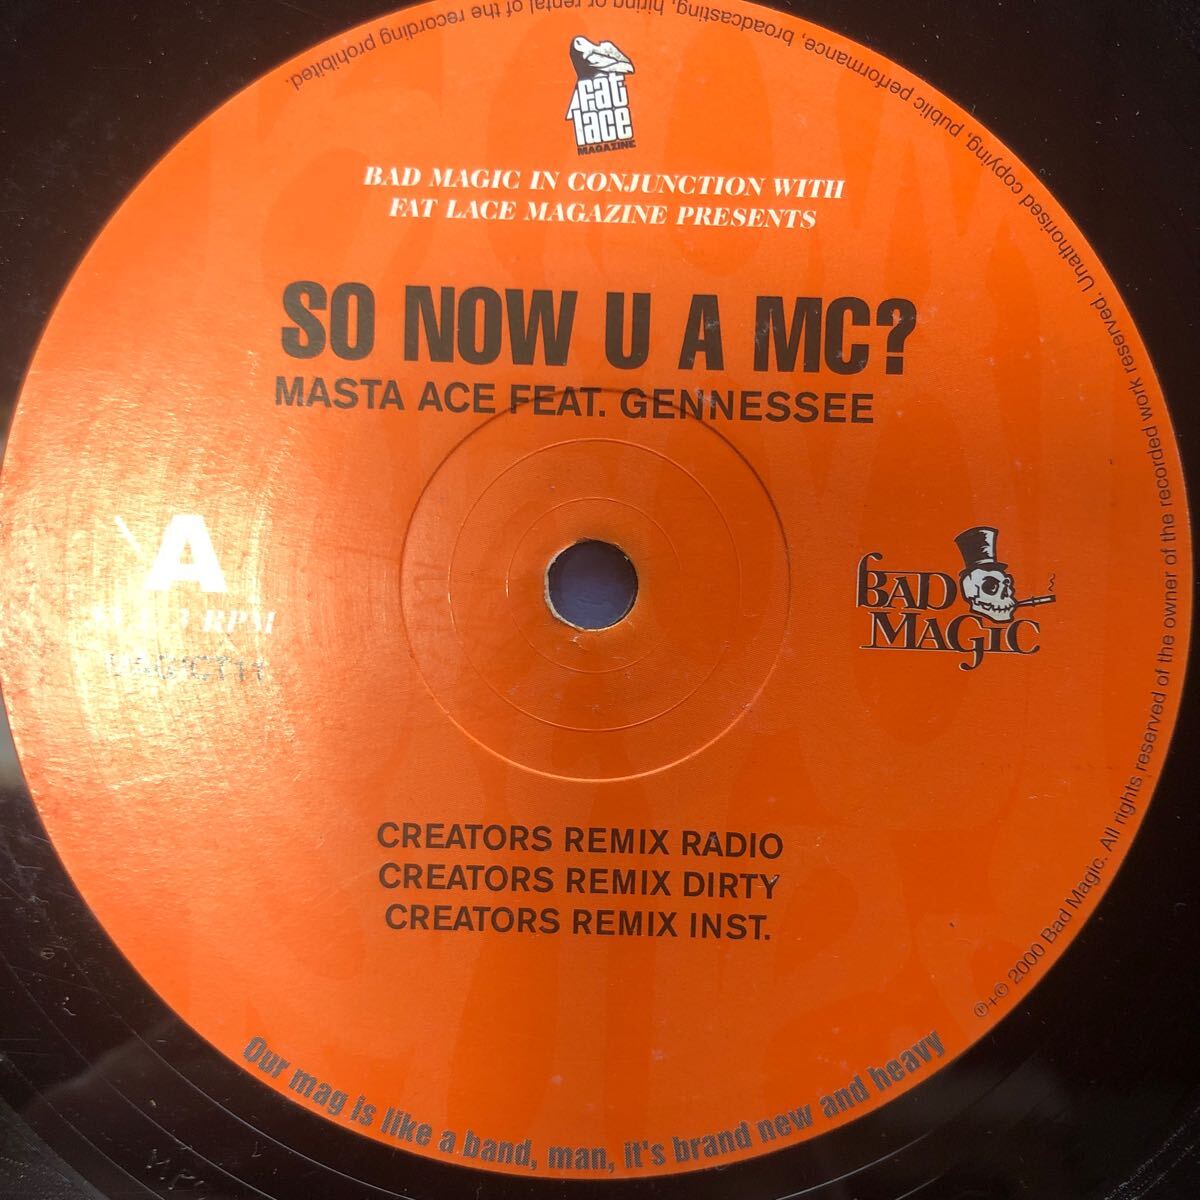 Fat
lace
MAGAZINE
BAD MAGIC IN CONJUNCTION WITH
FAT LACE MAGAZINE PRESENTS
SO NOW U A MC?
MASTA ACE FEAT. GENNESSEE
A
RPM
BAD
MAGIC
CREATORS REMIX RADIO
CREATORS REMIX DIRTY
CREATORS REMIX INST.
Our mag is like a band, man, it's brand new and heavy
℗+© 2000 Bad Magic. All rights reserved of the owner of the recorded work reserved. Unathorised copying, public performance, broadcasting, hiring or rental of the recording prohibited.